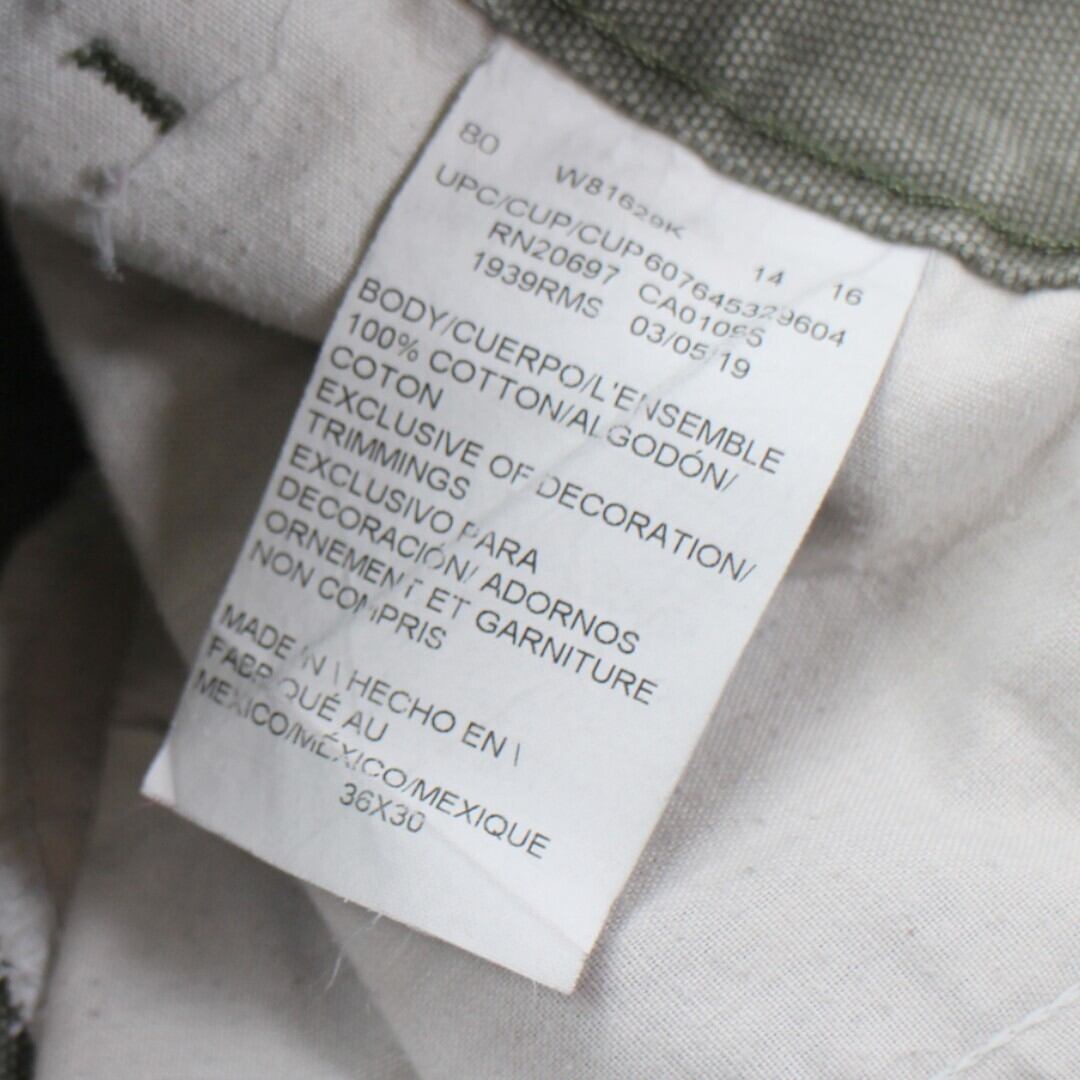 80 W81629K 14 16
UPC/CUP/CUP 607645329604
RN20697
1939RMS 03/05/19
BODY/CUERPO/L'ENSEMBLE
100% COTTON/ALGODÓN/
COTON
EXCLUSIVE OF DECORATION/
TRIMMINGS
EXCLUSIVO PARA
DECORACIÓN/ ADORNOS
ORNEMENT ET GARNITURE
NON COMPRIS
MADE IN \ HECHO EN \
FABRIQUÉ AU
MEXICO/MÉXICO/MEXIQUE
36X30